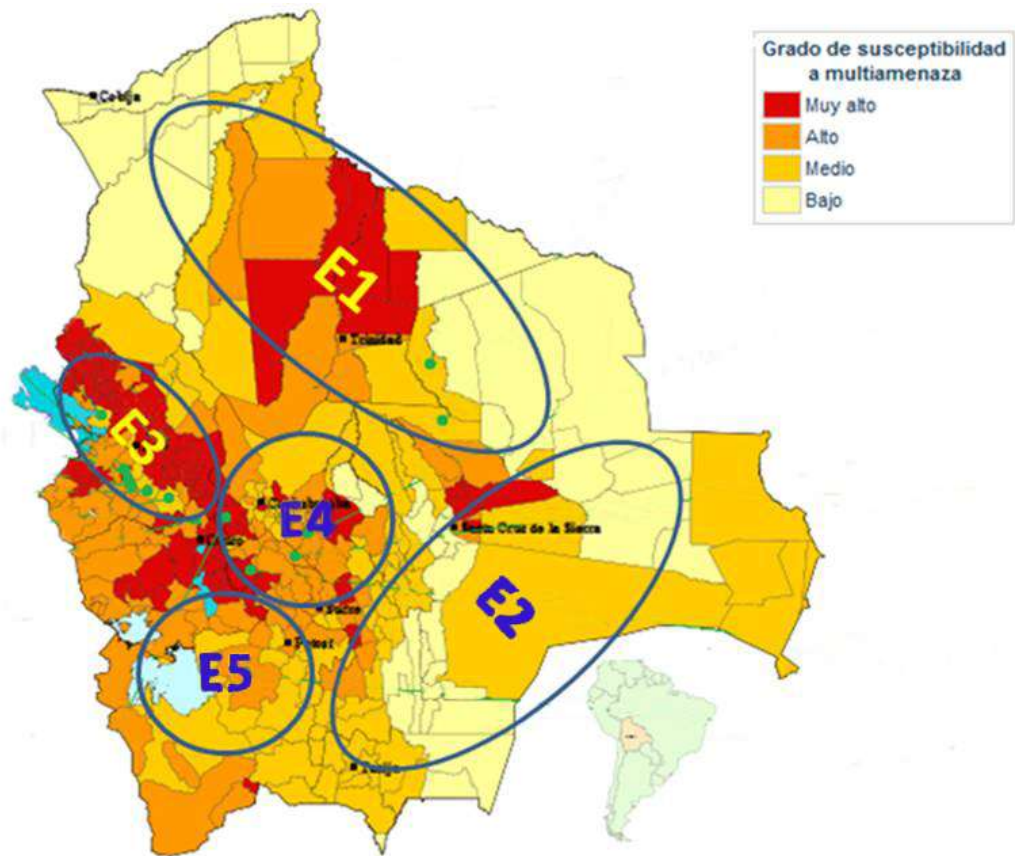 Grado de susceptibilidad
a multiamenaza
Muy alto
Alto
Medio
Bajo
Cobija
E1
Trinidad
E3
E4
Santa Cruz de la Sierra
E2
Sucre
Potosí
E5
Tarija